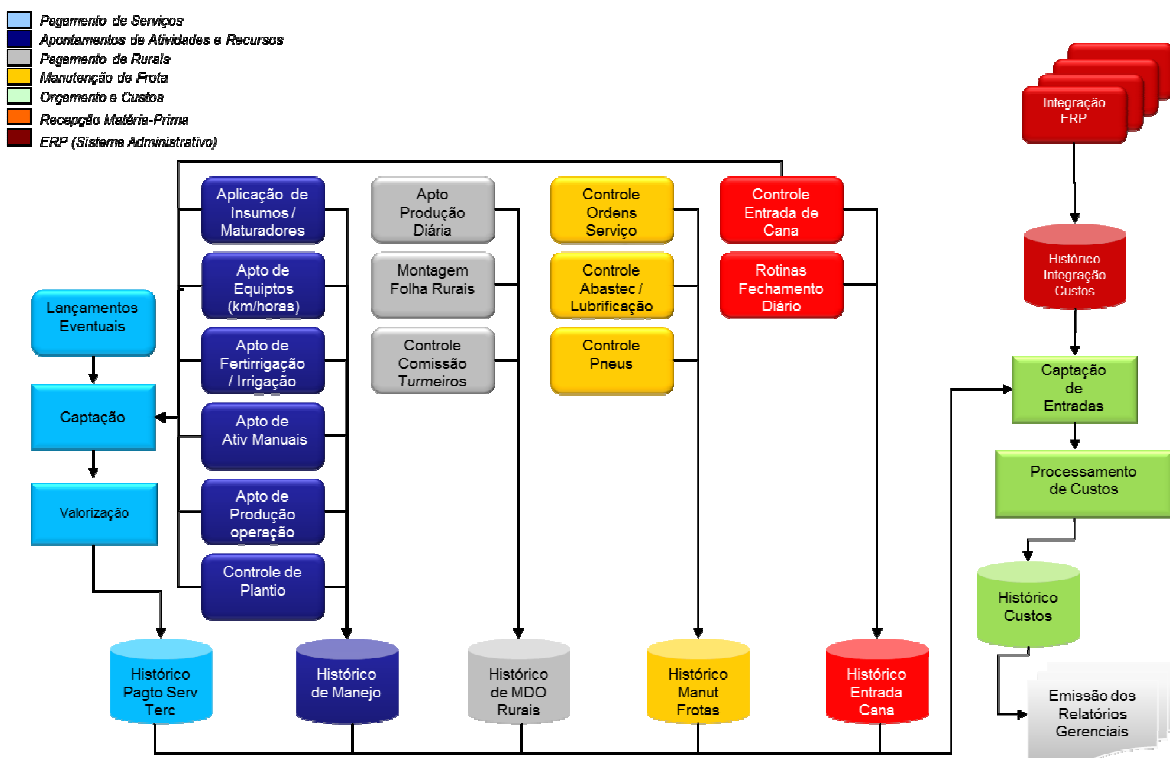 Pagamento de Serviços
Apontamentos de Atividades e Recursos
Pagamento de Rurais
Manutenção de Frota
Orçamento e Custos
Recepção Matéria-Prima
ERP (Sistema Administrativo)
Integração
ERP
Aplicação de
Insumos /
Maturadores
Apto
Produção
Diária
Controle
Ordens
Serviço
Controle
Entrada de
Cana
Histórico
Integração
Custos
Apto de
Equiptos
(km/horas)
Montagem
Folha Rurais
Controle
Abastec /
Lubrificação
Rotinas
Fechamento
Diário
Lançamentos
Eventuais
Apto de
Fertirrigação
/ Irrigação
Controle
Comissão
Turmeiros
Controle
Pneus
Captação
de
Entradas
Captação
Apto de
Ativ Manuais
Processamento
de Custos
Valorização
Apto de
Produção
operação
Controle de
Plantio
Histórico
Custos
Histórico
Pagto Serv
Terc
Histórico
de Manejo
Histórico
de MDO
Rurais
Histórico
Manut
Frotas
Histórico
Entrada
Cana
Emissão dos
Relatórios
Gerenciais